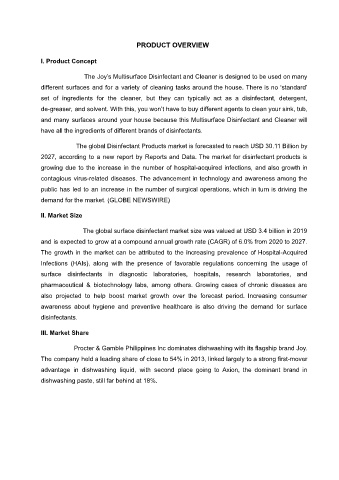 PRODUCT OVERVIEW
I. Product Concept
The Joy's Multisurface Disinfectant and Cleaner is designed to be used on many
different surfaces and for a variety of cleaning tasks around the house. There is no 'standard'
set of ingredients for the cleaner, but they can typically act as a disinfectant, detergent,
de-greaser, and solvent. With this, you won't have to buy different agents to clean your sink, tub,
and many surfaces around your house because this Multisurface Disinfectant and Cleaner will
have all the ingredients of different brands of disinfectants.
The global Disinfectant Products market is forecasted to reach USD 30.11 Billion by
2027, according to a new report by Reports and Data. The market for disinfectant products is
growing due to the increase in the number of hospital-acquired infections, and also growth in
contagious virus-related diseases. The advancement in technology and awareness among the
public has led to an increase in the number of surgical operations, which in turn is driving the
demand for the market. (GLOBE NEWSWIRE)
II. Market Size
The global surface disinfectant market size was valued at USD 3.4 billion in 2019
and is expected to grow at a compound annual growth rate (CAGR) of 6.0% from 2020 to 2027.
The growth in the market can be attributed to the increasing prevalence of Hospital-Acquired
Infections (HAIs), along with the presence of favorable regulations concerning the usage of
surface disinfectants in diagnostic laboratories, hospitals, research laboratories, and
pharmaceutical & biotechnology labs, among others. Growing cases of chronic diseases are
also projected to help boost market growth over the forecast period. Increasing consumer
awareness about hygiene and preventive healthcare is also driving the demand for surface
disinfectants.
III. Market Share
Procter & Gamble Philippines Inc dominates dishwashing with its flagship brand Joy.
The company held a leading share of close to 54% in 2013, linked largely to a strong first-mover
advantage in dishwashing liquid, with second place going to Axion, the dominant brand in
dishwashing paste, still far behind at 18%.